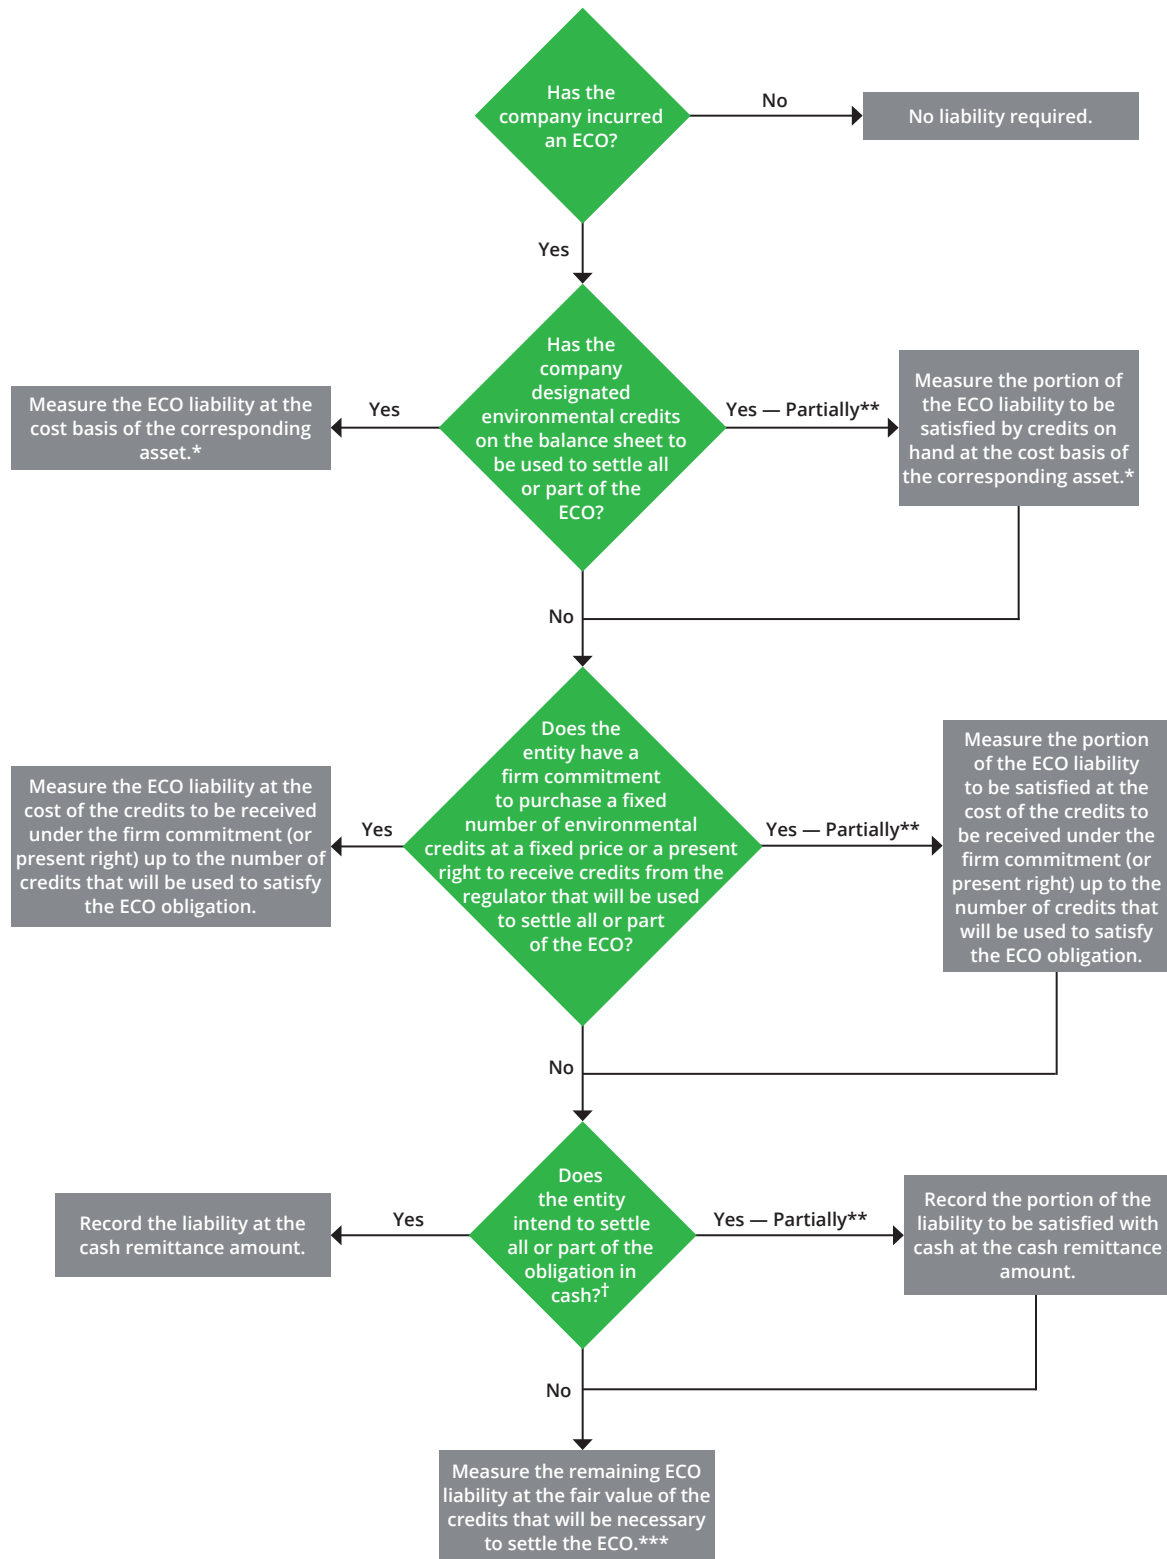 Has the
company incurred
an ECO?
No
No liability required.
Yes
Has the
company
designated
environmental credits
on the balance sheet to
be used to settle all
or part of the
ECO?
Yes
Measure the ECO liability at the
cost basis of the corresponding
asset.*
Yes — Partially**
Measure the portion of
the ECO liability to be
satisfied by credits on
hand at the cost basis of
the corresponding asset.*
No
Does the
entity have a
firm commitment
to purchase a fixed
number of environmental
credits at a fixed price or a present
right to receive credits from the
regulator that will be used
to settle all or part
of the ECO?
Yes
Measure the ECO liability at the
cost of the credits to be received
under the firm commitment (or
present right) up to the number of
credits that will be used to satisfy
the ECO obligation.
Yes — Partially**
Measure the portion
of the ECO liability
to be satisfied at the
cost of the credits to
be received under the
firm commitment (or
present right) up to the
number of credits that
will be used to satisfy
the ECO obligation.
No
Does
the entity
intend to settle
all or part of the
obligation in
cash?†
Yes
Record the liability at the
cash remittance amount.
Yes — Partially**
Record the portion of the
liability to be satisfied with
cash at the cash remittance
amount.
No
Measure the remaining ECO
liability at the fair value of the
credits that will be necessary
to settle the ECO.***